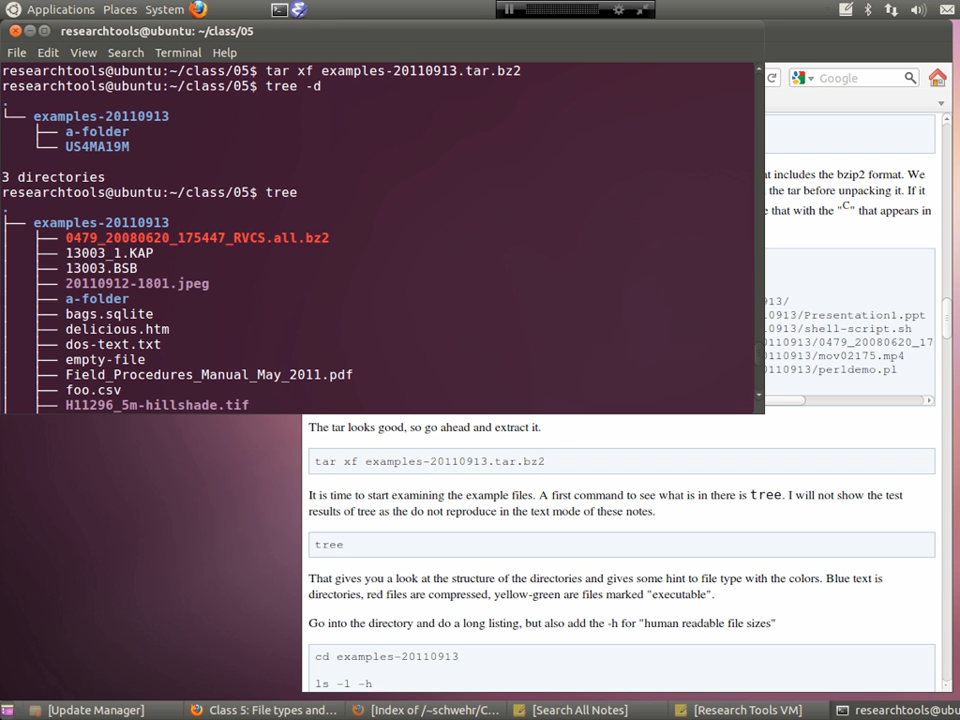 Applications Places System
researchtools@ubuntu: ~/class/05
File Edit View Search Terminal Help
researchtools@ubuntu:~/class/05$ tar xf examples-20110913.tar.bz2
researchtools@ubuntu:~/class/05$ tree -d
.
└── examples-20110913
    ├── a-folder
    └── US4MA19M
3 directories
researchtools@ubuntu:~/class/05$ tree
.
├── examples-20110913
│   ├── 0479_20080620_175447_RVCS.all.bz2
│   ├── 13003_1.KAP
│   ├── 13003.BSB
│   ├── 20110912-1801.jpeg
│   ├── a-folder
│   ├── bags.sqlite
│   ├── delicious.htm
│   ├── dos-text.txt
│   ├── empty-file
│   ├── Field_Procedures_Manual_May_2011.pdf
│   ├── foo.csv
│   ├── H11296_5m-hillshade.tif
Google
at includes the bzip2 format. We
the tar before unpacking it. If it
e that with the "^C" that appears in
913/
10913/Presentation1.ppt
10913/shell-script.sh
10913/0479_20080620_17
10913/mov02175.mp4
10913/perldemo.pl
The tar looks good, so go ahead and extract it.
tar xf examples-20110913.tar.bz2
It is time to start examining the example files. A first command to see what is in there is tree. I will not show the test
results of tree as the do not reproduce in the text mode of these notes.
tree
That gives you a look at the structure of the directories and gives some hint to file type with the colors. Blue text is
directories, red files are compressed, yellow-green are files marked "executable".
Go into the directory and do a long listing, but also add the -h for "human readable file sizes"
cd examples-20110913
ls -l -h
[Update Manager] Class 5: File types and... [Index of /~schwehr/C... [Search All Notes] [Research Tools VM] researchtools@ubu